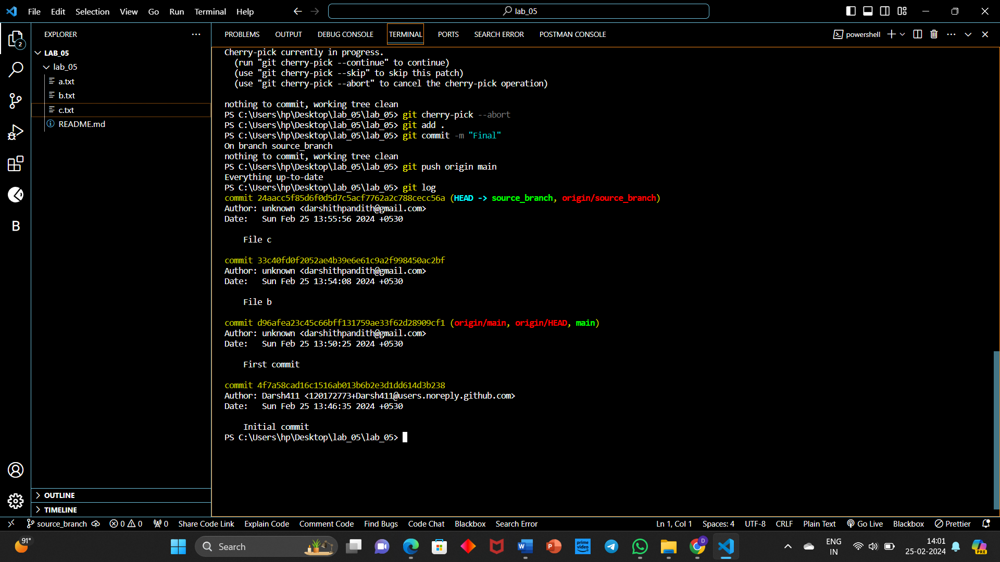 File Edit Selection View Go Run Terminal Help
lab_05
EXPLORER
PROBLEMS OUTPUT DEBUG CONSOLE TERMINAL PORTS SEARCH ERROR POSTMAN CONSOLE
powershell
2
LAB_05
lab_05
a.txt
b.txt
c.txt
README.md
B
OUTLINE
TIMELINE
Cherry-pick currently in progress.
(run "git cherry-pick --continue" to continue)
(use "git cherry-pick --skip" to skip this patch)
(use "git cherry-pick --abort" to cancel the cherry-pick operation)
nothing to commit, working tree clean
PS C:\Users\hp\Desktop\lab_05\lab_05> git cherry-pick --abort
PS C:\Users\hp\Desktop\lab_05\lab_05> git add .
PS C:\Users\hp\Desktop\lab_05\lab_05> git commit -m "Final"
On branch source_branch
nothing to commit, working tree clean
PS C:\Users\hp\Desktop\lab_05\lab_05> git push origin main
Everything up-to-date
PS C:\Users\hp\Desktop\lab_05\lab_05> git log
commit 24aacc5f85d6f0d5d7c5acf7762a2c788cecc56a (HEAD -> source_branch, origin/source_branch)
Author: unknown <darshithpandith@gmail.com>
Date: Sun Feb 25 13:55:56 2024 +0530
File c
commit 33c40fd0f2052ae4b39e6e61c9a2f998450ac2bf
Author: unknown <darshithpandith@gmail.com>
Date: Sun Feb 25 13:54:08 2024 +0530
File b
commit d96afea23c45c66bff131759ae33f62d28909cf1 (origin/main, origin/HEAD, main)
Author: unknown <darshithpandith@gmail.com>
Date: Sun Feb 25 13:50:25 2024 +0530
First commit
commit 4f7a58cad16c1516ab013b6b2e3d1dd614d3b238
Author: Darsh411 <120172773+Darsh411@users.noreply.github.com>
Date: Sun Feb 25 13:46:35 2024 +0530
Initial commit
PS C:\Users\hp\Desktop\lab_05\lab_05>
source_branch 0 0 0 Share Code Link Explain Code Comment Code Find Bugs Code Chat Blackbox Search Error Ln 1, Col 1 Spaces: 4 UTF-8 CRLF Plain Text Go Live Blackbox Prettier
91°
Search
W
P
prime video
D
ENG
IN
14:01
25-02-2024
PRE